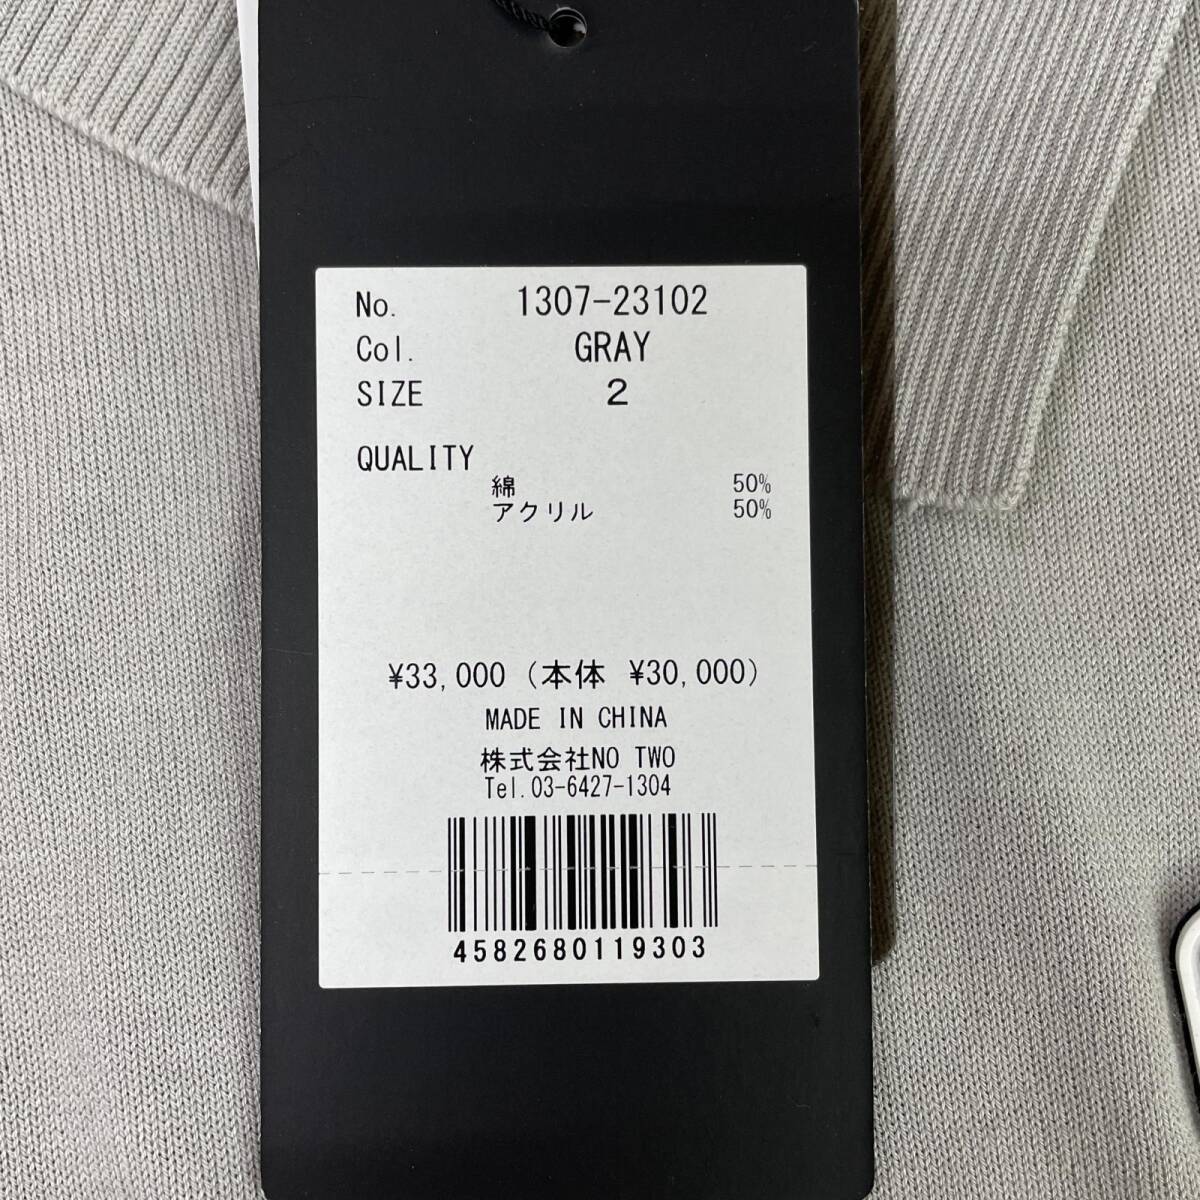 No. 1307-23102
Col. GRAY
SIZE 2
QUALITY
綿 50%
アクリル 50%
¥33,000 (本体 ¥30,000)
MADE IN CHINA
株式会社NO TWO
Tel.03-6427-1304
4582680119303